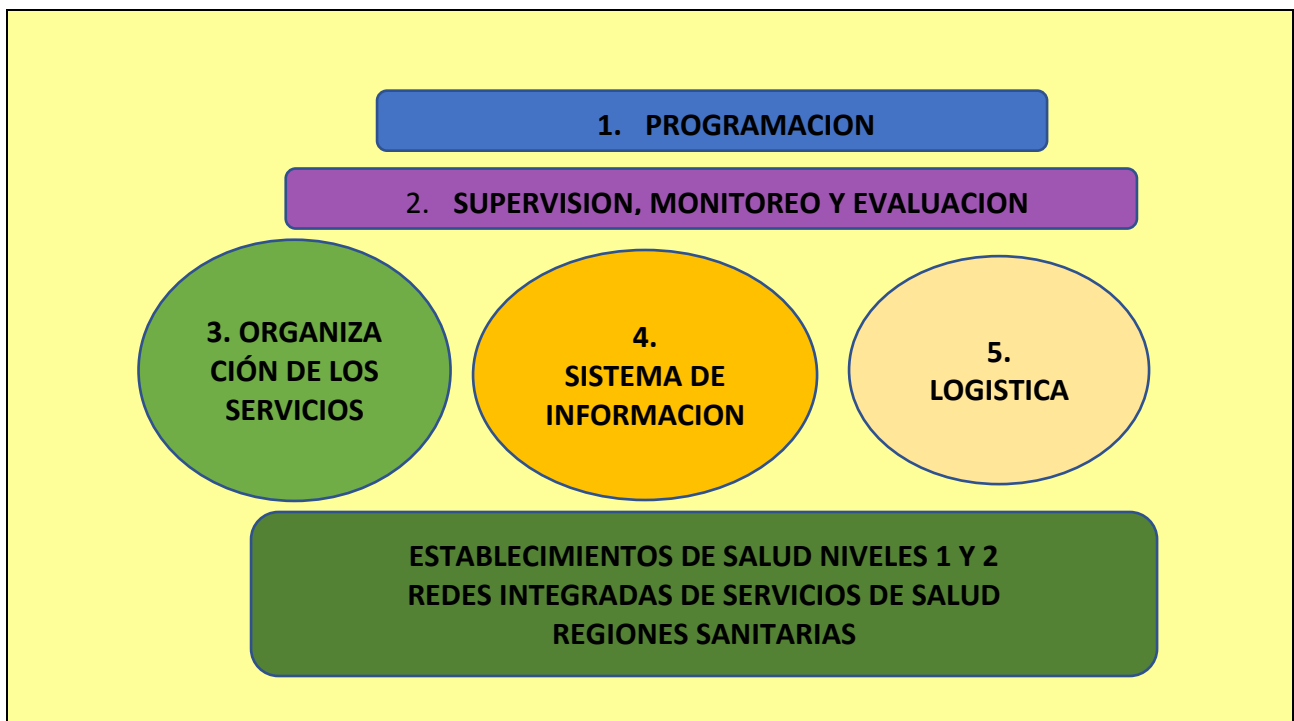 1. PROGRAMACION
2. SUPERVISION, MONITOREO Y EVALUACION
3. ORGANIZA
CIÓN DE LOS
SERVICIOS
4.
SISTEMA DE
INFORMACION
5.
LOGISTICA
ESTABLECIMIENTOS DE SALUD NIVELES 1 Y 2
REDES INTEGRADAS DE SERVICIOS DE SALUD
REGIONES SANITARIAS